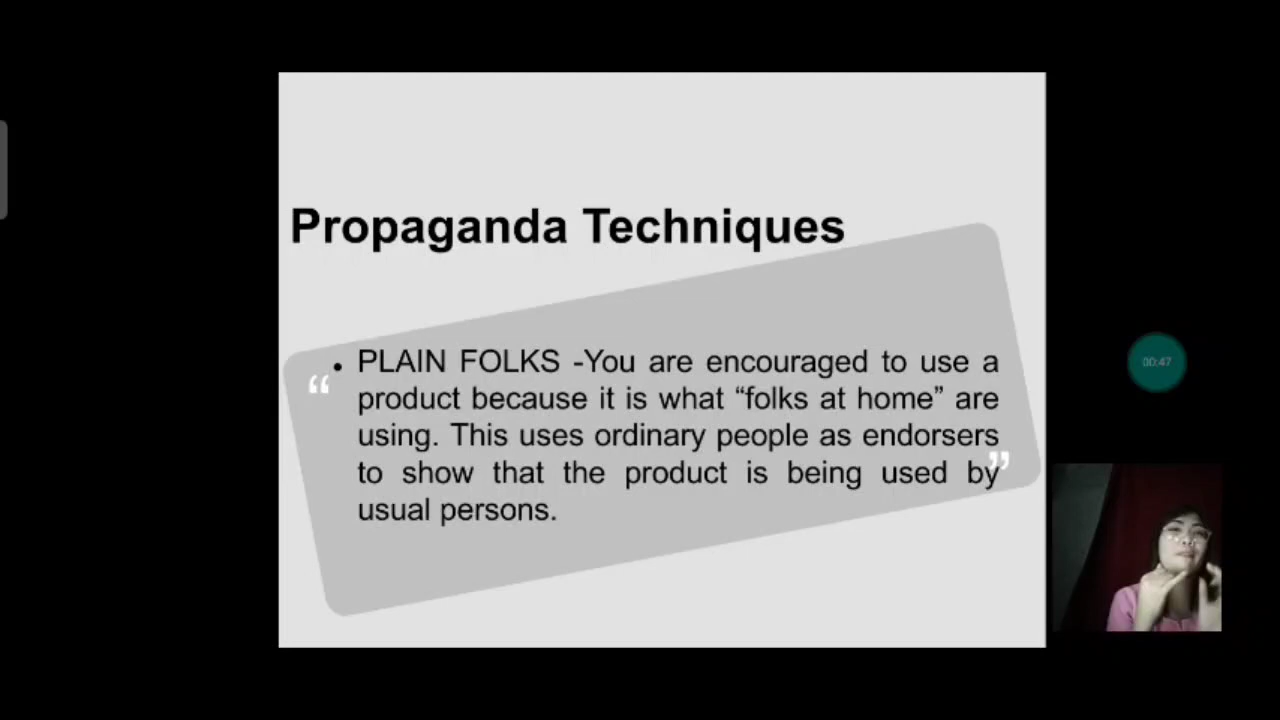 Propaganda Techniques
“
• PLAIN FOLKS -You are encouraged to use a
product because it is what “folks at home” are
using. This uses ordinary people as endorsers
to show that the product is being used by
”
usual persons.
00:47